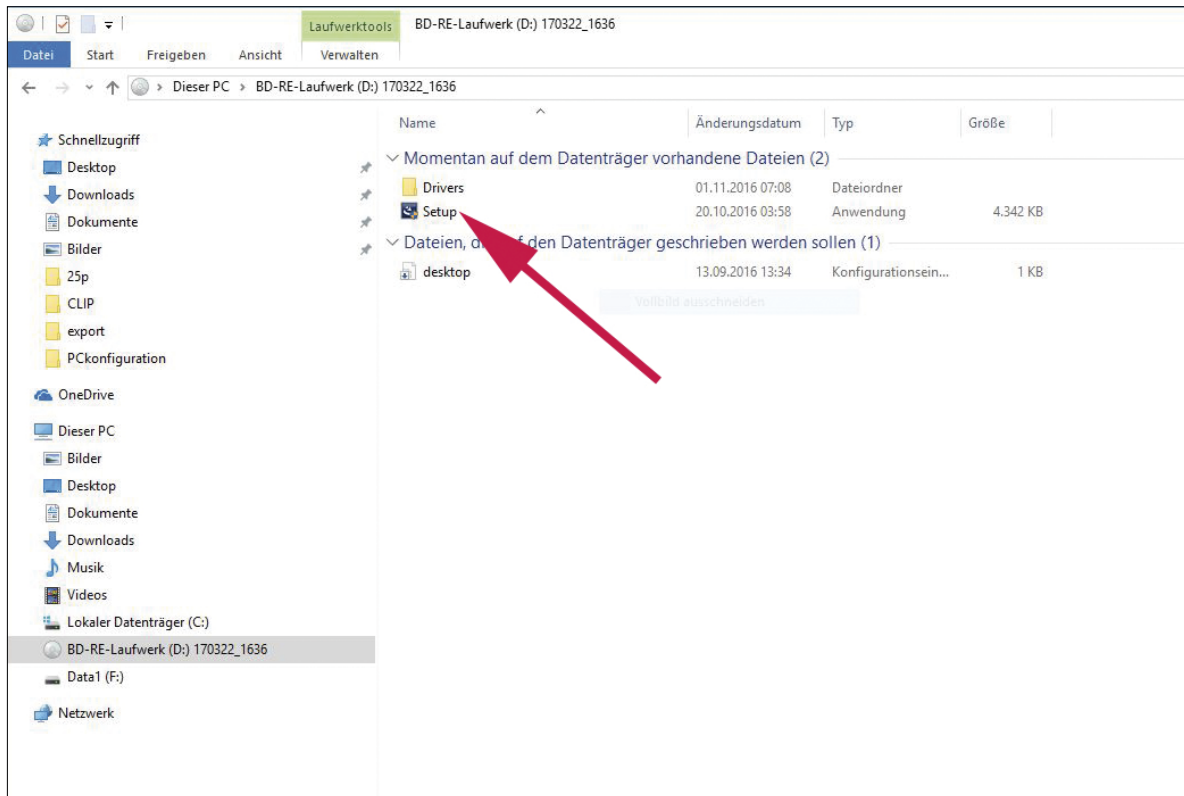 Laufwerktools BD-RE-Laufwerk (D:) 170322_1636
Datei Start Freigeben Ansicht Verwalten
Dieser PC > BD-RE-Laufwerk (D:) 170322_1636
Schnellzugriff
Desktop
Downloads
Dokumente
Bilder
25p
CLIP
export
PCkonfiguration
OneDrive
Dieser PC
Bilder
Desktop
Dokumente
Downloads
Musik
Videos
Lokaler Datenträger (C:)
BD-RE-Laufwerk (D:) 170322_1636
Data1 (F:)
Netzwerk
Name Änderungsdatum Typ Größe
Momentan auf dem Datenträger vorhandene Dateien (2)
Drivers 01.11.2016 07:08 Dateiordner
Setup 20.10.2016 03:58 Anwendung 4.342 KB
Dateien, den Datenträger geschrieben werden sollen (1)
desktop 13.09.2016 13:34 Konfigurationsein... 1 KB
Vollbild ausschneiden